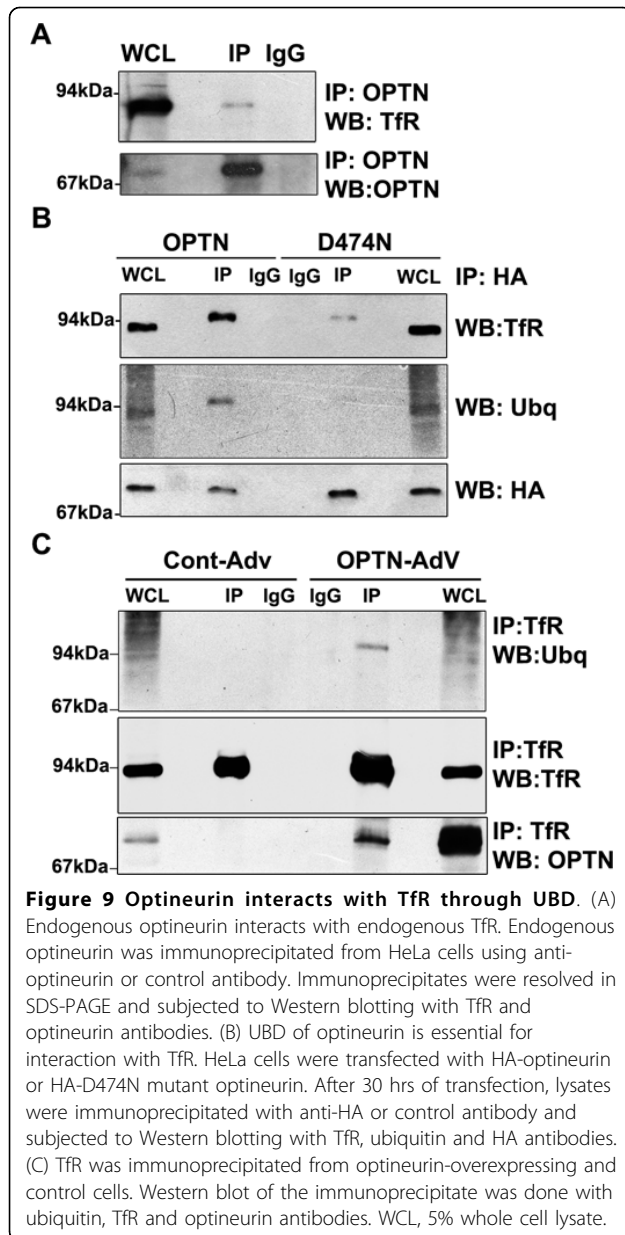 A
WCL IP IgG
94kDa-
IP: OPTN
WB: TfR
IP: OPTN
WB:OPTN
67kDa-
B
OPTN D474N
WCL IP IgG IgG IP WCL IP: HA
94kDa-
WB:TfR
94kDa-
WB: Ubq
WB: HA
67kDa-
C
Cont-Adv OPTN-AdV
WCL IP IgG IgG IP WCL
IP:TfR
WB:Ubq
94kDa-
67kDa-
94kDa-
IP:TfR
WB:TfR
IP: TfR
WB: OPTN
67kDa-
Figure 9 Optineurin interacts with TfR through UBD. (A)
Endogenous optineurin interacts with endogenous TfR. Endogenous
optineurin was immunoprecipitated from HeLa cells using anti-
optineurin or control antibody. Immunoprecipitates were resolved in
SDS-PAGE and subjected to Western blotting with TfR and
optineurin antibodies. (B) UBD of optineurin is essential for
interaction with TfR. HeLa cells were transfected with HA-optineurin
or HA-D474N mutant optineurin. After 30 hrs of transfection, lysates
were immunoprecipitated with anti-HA or control antibody and
subjected to Western blotting with TfR, ubiquitin and HA antibodies.
(C) TfR was immunoprecipitated from optineurin-overexpressing and
control cells. Western blot of the immunoprecipitate was done with
ubiquitin, TfR and optineurin antibodies. WCL, 5% whole cell lysate.